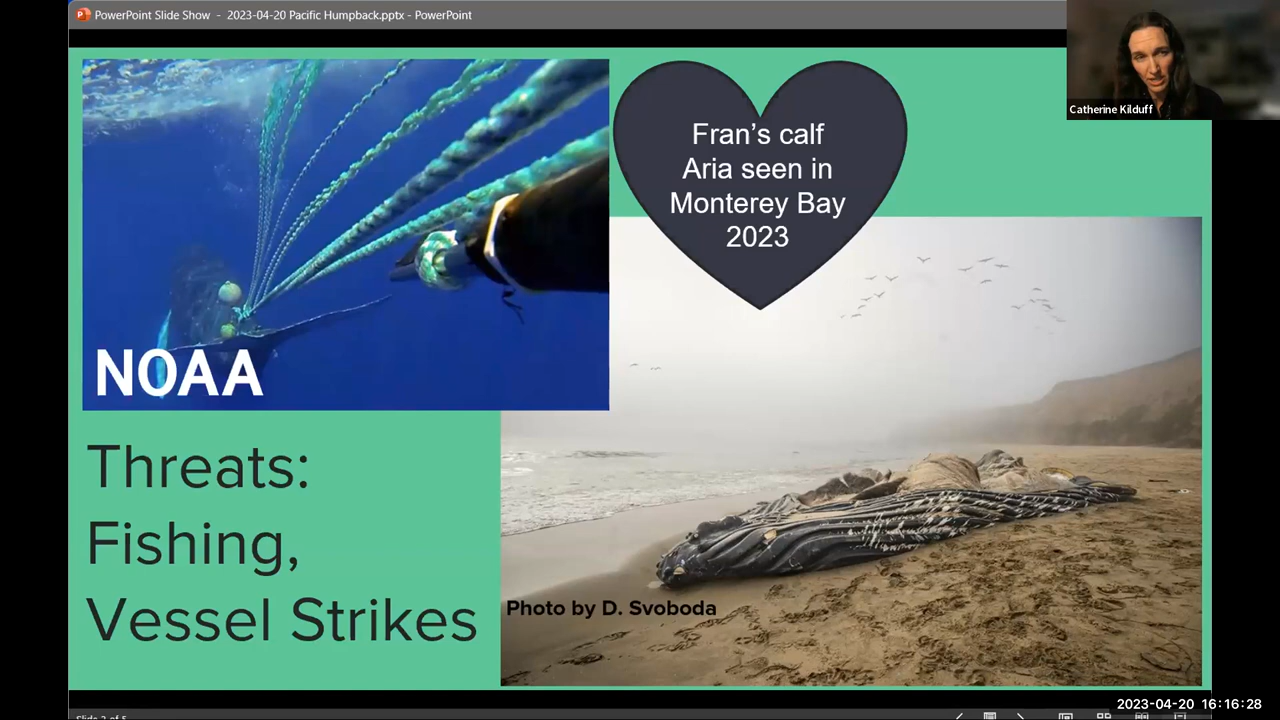 PowerPoint Slide Show - 2023-04-20 Pacific Humpback.pptx - PowerPoint
Catherine Kilduff
Fran's calf
Aria seen in
Monterey Bay
2023
NOAA
Threats:
Fishing,
Vessel Strikes
Photo by D. Svoboda
2023-04-20 16:16:28